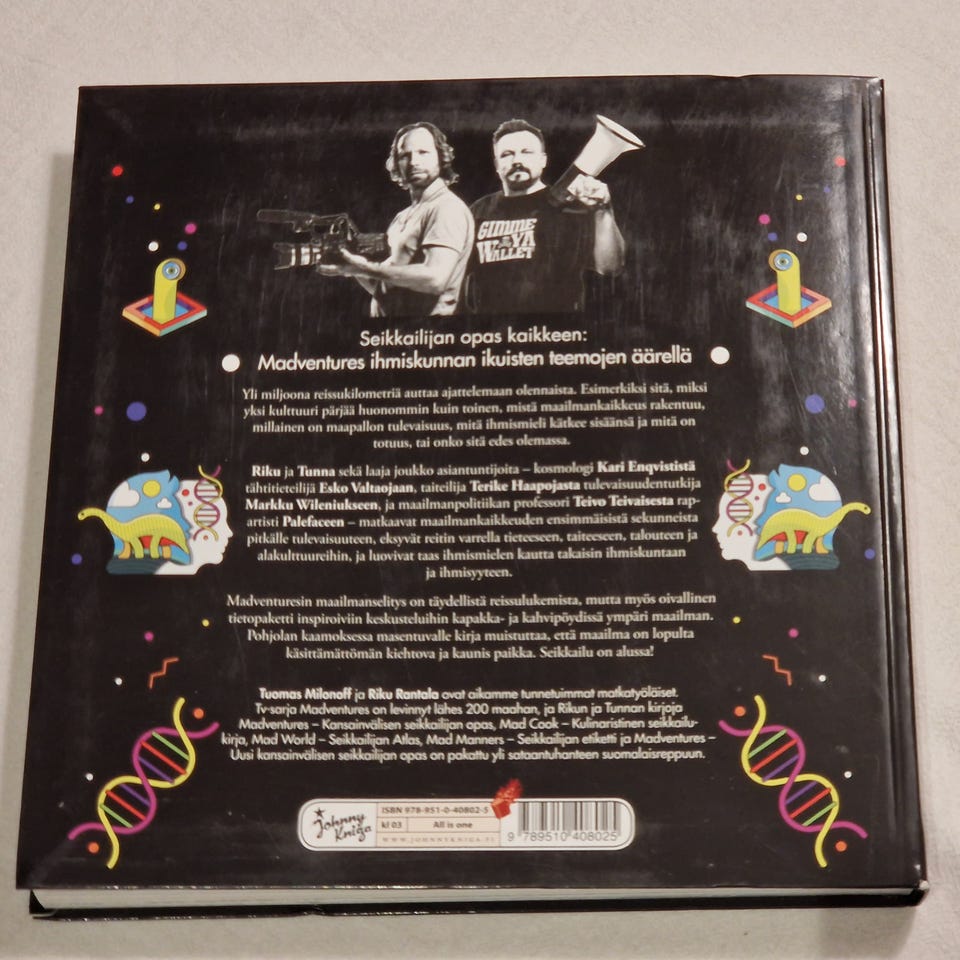 GIMME
YA
WALLET
Seikkailijan opas kaikkeen:
Madventures ihmiskunnan ikuisten teemojen äärellä
Yli miljoona reissukilometriä auttaa ajattelemaan olennaista. Esimerkiksi sitä, miksi
yksi kulttuuri pärjää huonommin kuin toinen, mistä maailmankaikkeus rakentuu,
millainen on maapallon tulevaisuus, mitä ihmismieli kätkee sisäänsä ja mitä on
totuus, tai onko sitä edes olemassa.
Riku ja Tunna sekä laaja joukko asiantuntijoita – kosmologi Kari Enqvististä
tähtitieteilijä Esko Valtaojaan, taiteilija Terike Haapojasta tulevaisuudentutkija
Markku Wileniukseen, ja maailmanpolitiikan professori Teivo Teivaisesta rap-
artisti Palefaceen – matkaavat maailmankaikkeuden ensimmäisistä sekunneista
pitkälle tulevaisuuteen, eksyvät reitin varrella tieteeseen, taiteeseen, talouteen ja
alakulttuureihin, ja luovivat taas ihmismielen kautta takaisin ihmiskuntaan
ja ihmisyyteen.
Madventuresin maailmanselitys on täydellistä reissulukemista, mutta myös oivallinen
tietopaketti inspiroiviin keskusteluihin kapakka- ja kahvipöydissä ympäri maailman.
Pohjolan kaamoksessa masentuvalle kirja muistuttaa, että maailma on lopulta
käsittämättömän kiehtova ja kaunis paikka. Seikkailu on alussa!
Tuomas Milonoff ja Riku Rantala ovat aikamme tunnetuimmat matkatyöläiset.
Tv-sarja Madventures on levinnyt lähes 200 maahan, ja Rikun ja Tunnan kirjoja
Madventures – Kansainvälisen seikkailijan opas, Mad Cook – Kulinaristinen seikkailu-
kirja, Mad World – Seikkailijan Atlas, Mad Manners – Seikkailijan etiketti ja Madventures –
Uusi kansainvälisen seikkailijan opas on pakattu yli sataantuhanteen suomalaisreppuun.
Johnny
Kniga
ISBN 978-951-0-40802-5
kl 03 All is one
WWW.JOHNNYKNIGA.FI
9 789510 408025